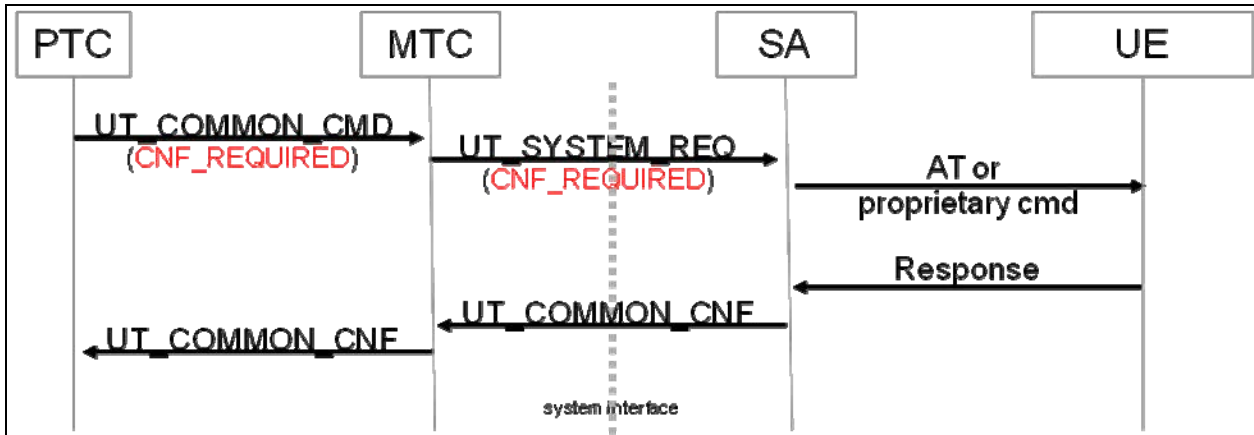 PTC
MTC
SA
UE
UT_COMMON_CMD
(CNF_REQUIRED)
UT_SYSTEM_REQ
(CNF_REQUIRED)
AT or
proprietary cmd
Response
UT_COMMON_CNF
UT_COMMON_CNF
system interface